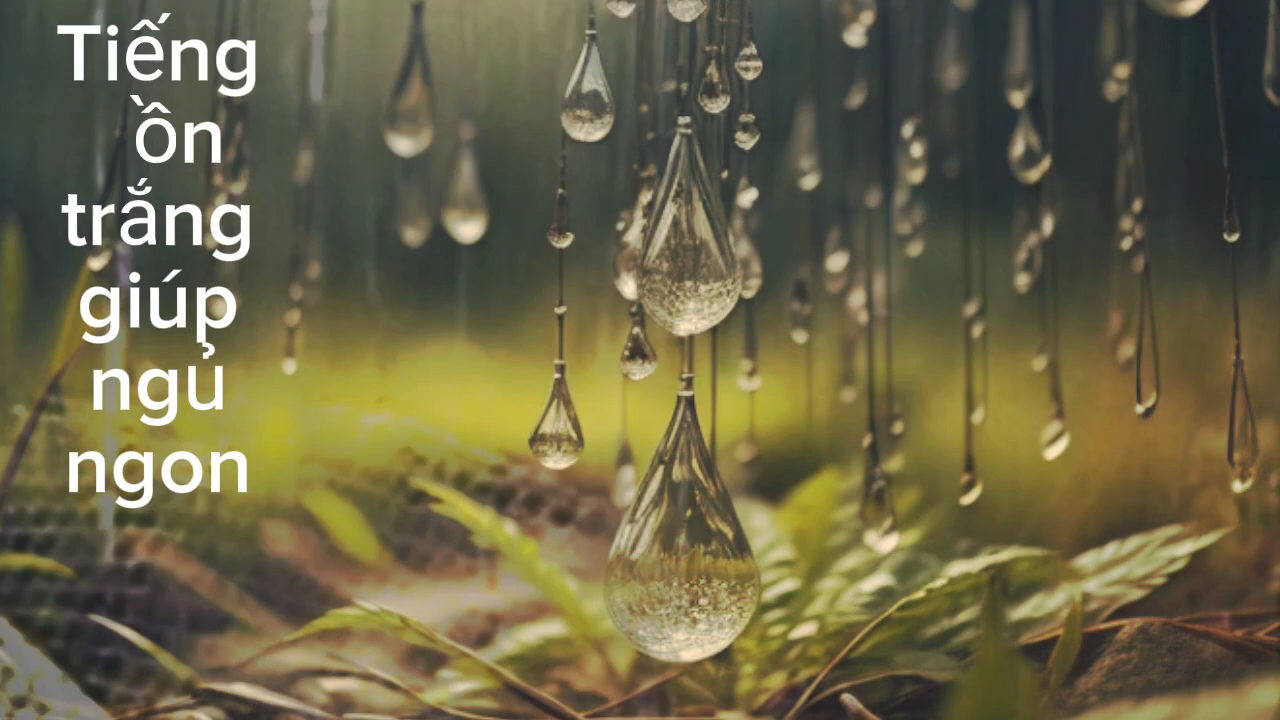 Tiếng
ồn
trắng
giúp
ngủ
ngon